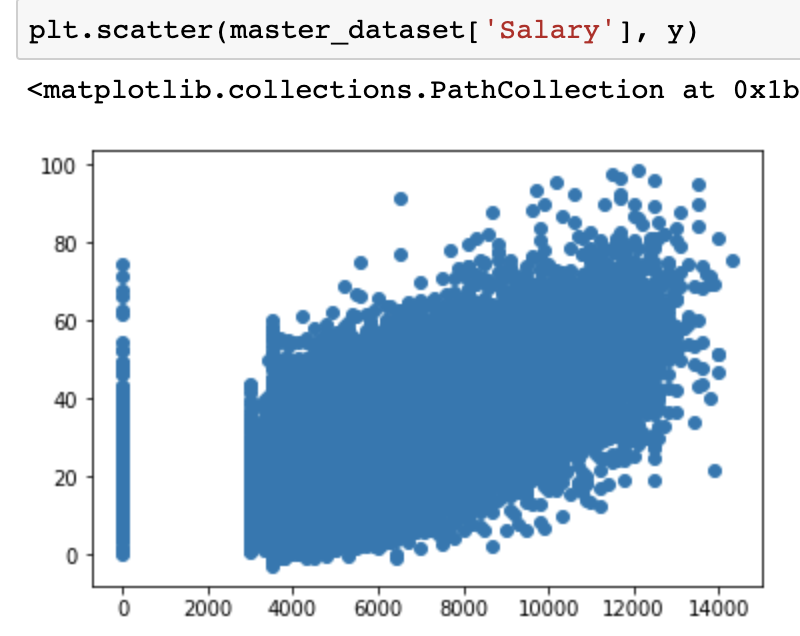 plt.scatter(master_dataset['Salary'], y)
<matplotlib.collections.PathCollection at 0x1b
100
80
60
40
20
0
0 2000 4000 6000 8000 10000 12000 14000